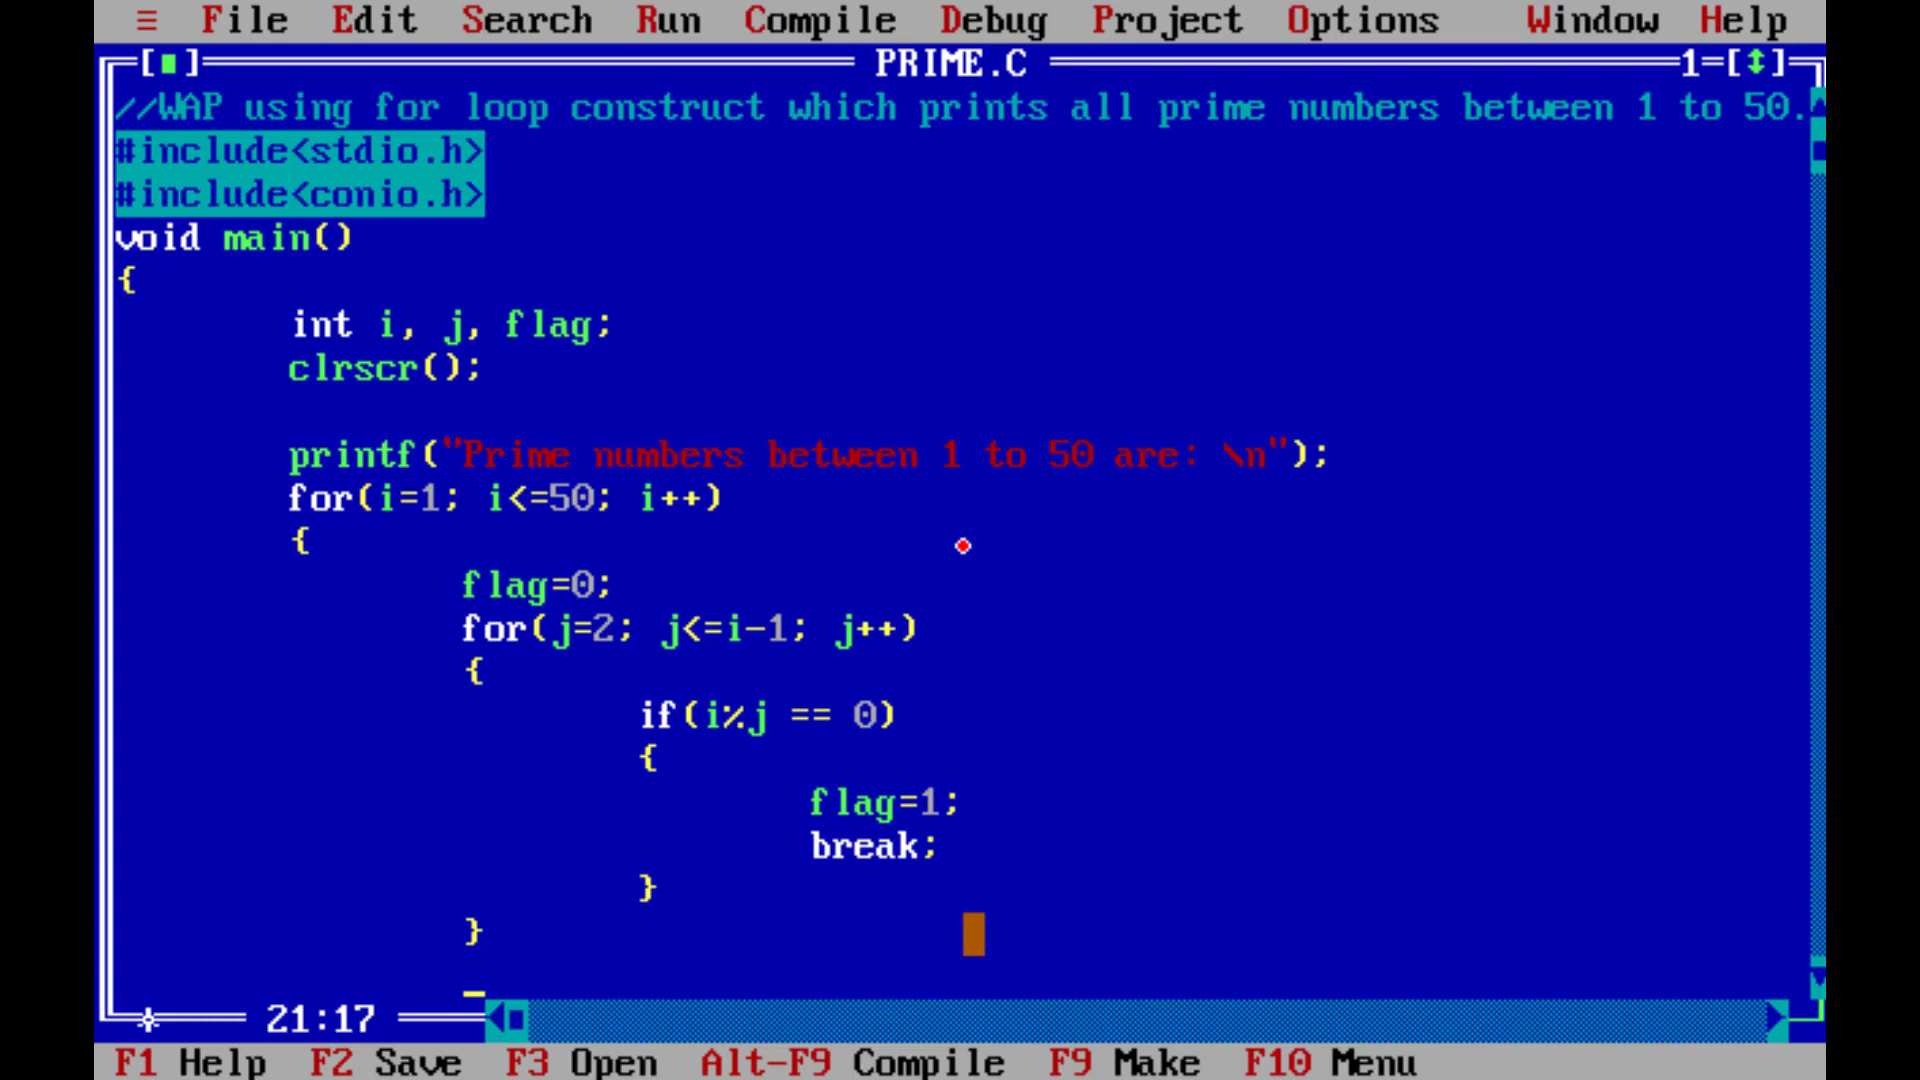 ≡ File Edit Search Run Compile Debug Project Options Window Help
[■] PRIME.C 1=[↕]
//WAP using for loop construct which prints all prime numbers between 1 to 50.
#include<stdio.h>
#include<conio.h>
void main()
{
int i, j, flag;
clrscr();
printf("Prime numbers between 1 to 50 are: \n");
for(i=1; i<=50; i++)
{
flag=0;
for(j=2; j<=i-1; j++)
{
if(i%j == 0)
{
flag=1;
break;
}
}
21:17
F1 Help F2 Save F3 Open Alt-F9 Compile F9 Make F10 Menu